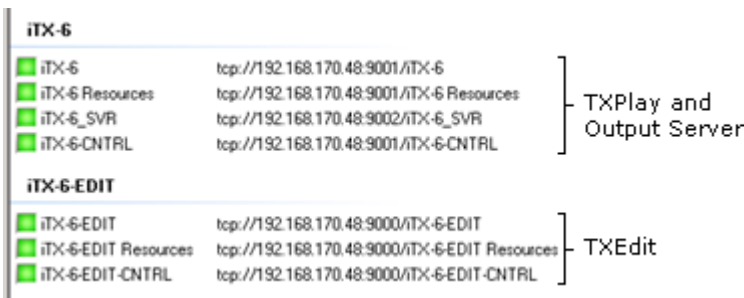 iTX-6
iTX-6 tcp://192.168.170.48:9001/iTX-6
iTX-6 Resources tcp://192.168.170.48:9001/iTX-6 Resources
iTX-6_SVR tcp://192.168.170.48:9002/iTX-6_SVR
iTX-6-CNTRL tcp://192.168.170.48:9001/iTX-6-CNTRL
TXPlay and
Output Server
iTX-6-EDIT
iTX-6-EDIT tcp://192.168.170.48:9000/iTX-6-EDIT
iTX-6-EDIT Resources tcp://192.168.170.48:9000/iTX-6-EDIT Resources
iTX-6-EDIT-CNTRL tcp://192.168.170.48:9000/iTX-6-EDIT-CNTRL
TXEdit